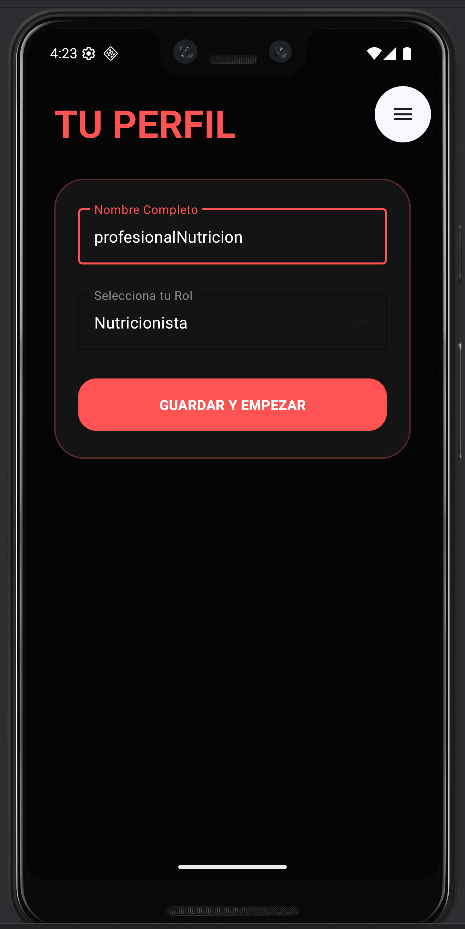 4:23
TU PERFIL
Nombre Completo
profesionalNutricion
Selecciona tu Rol
Nutricionista
GUARDAR Y EMPEZAR